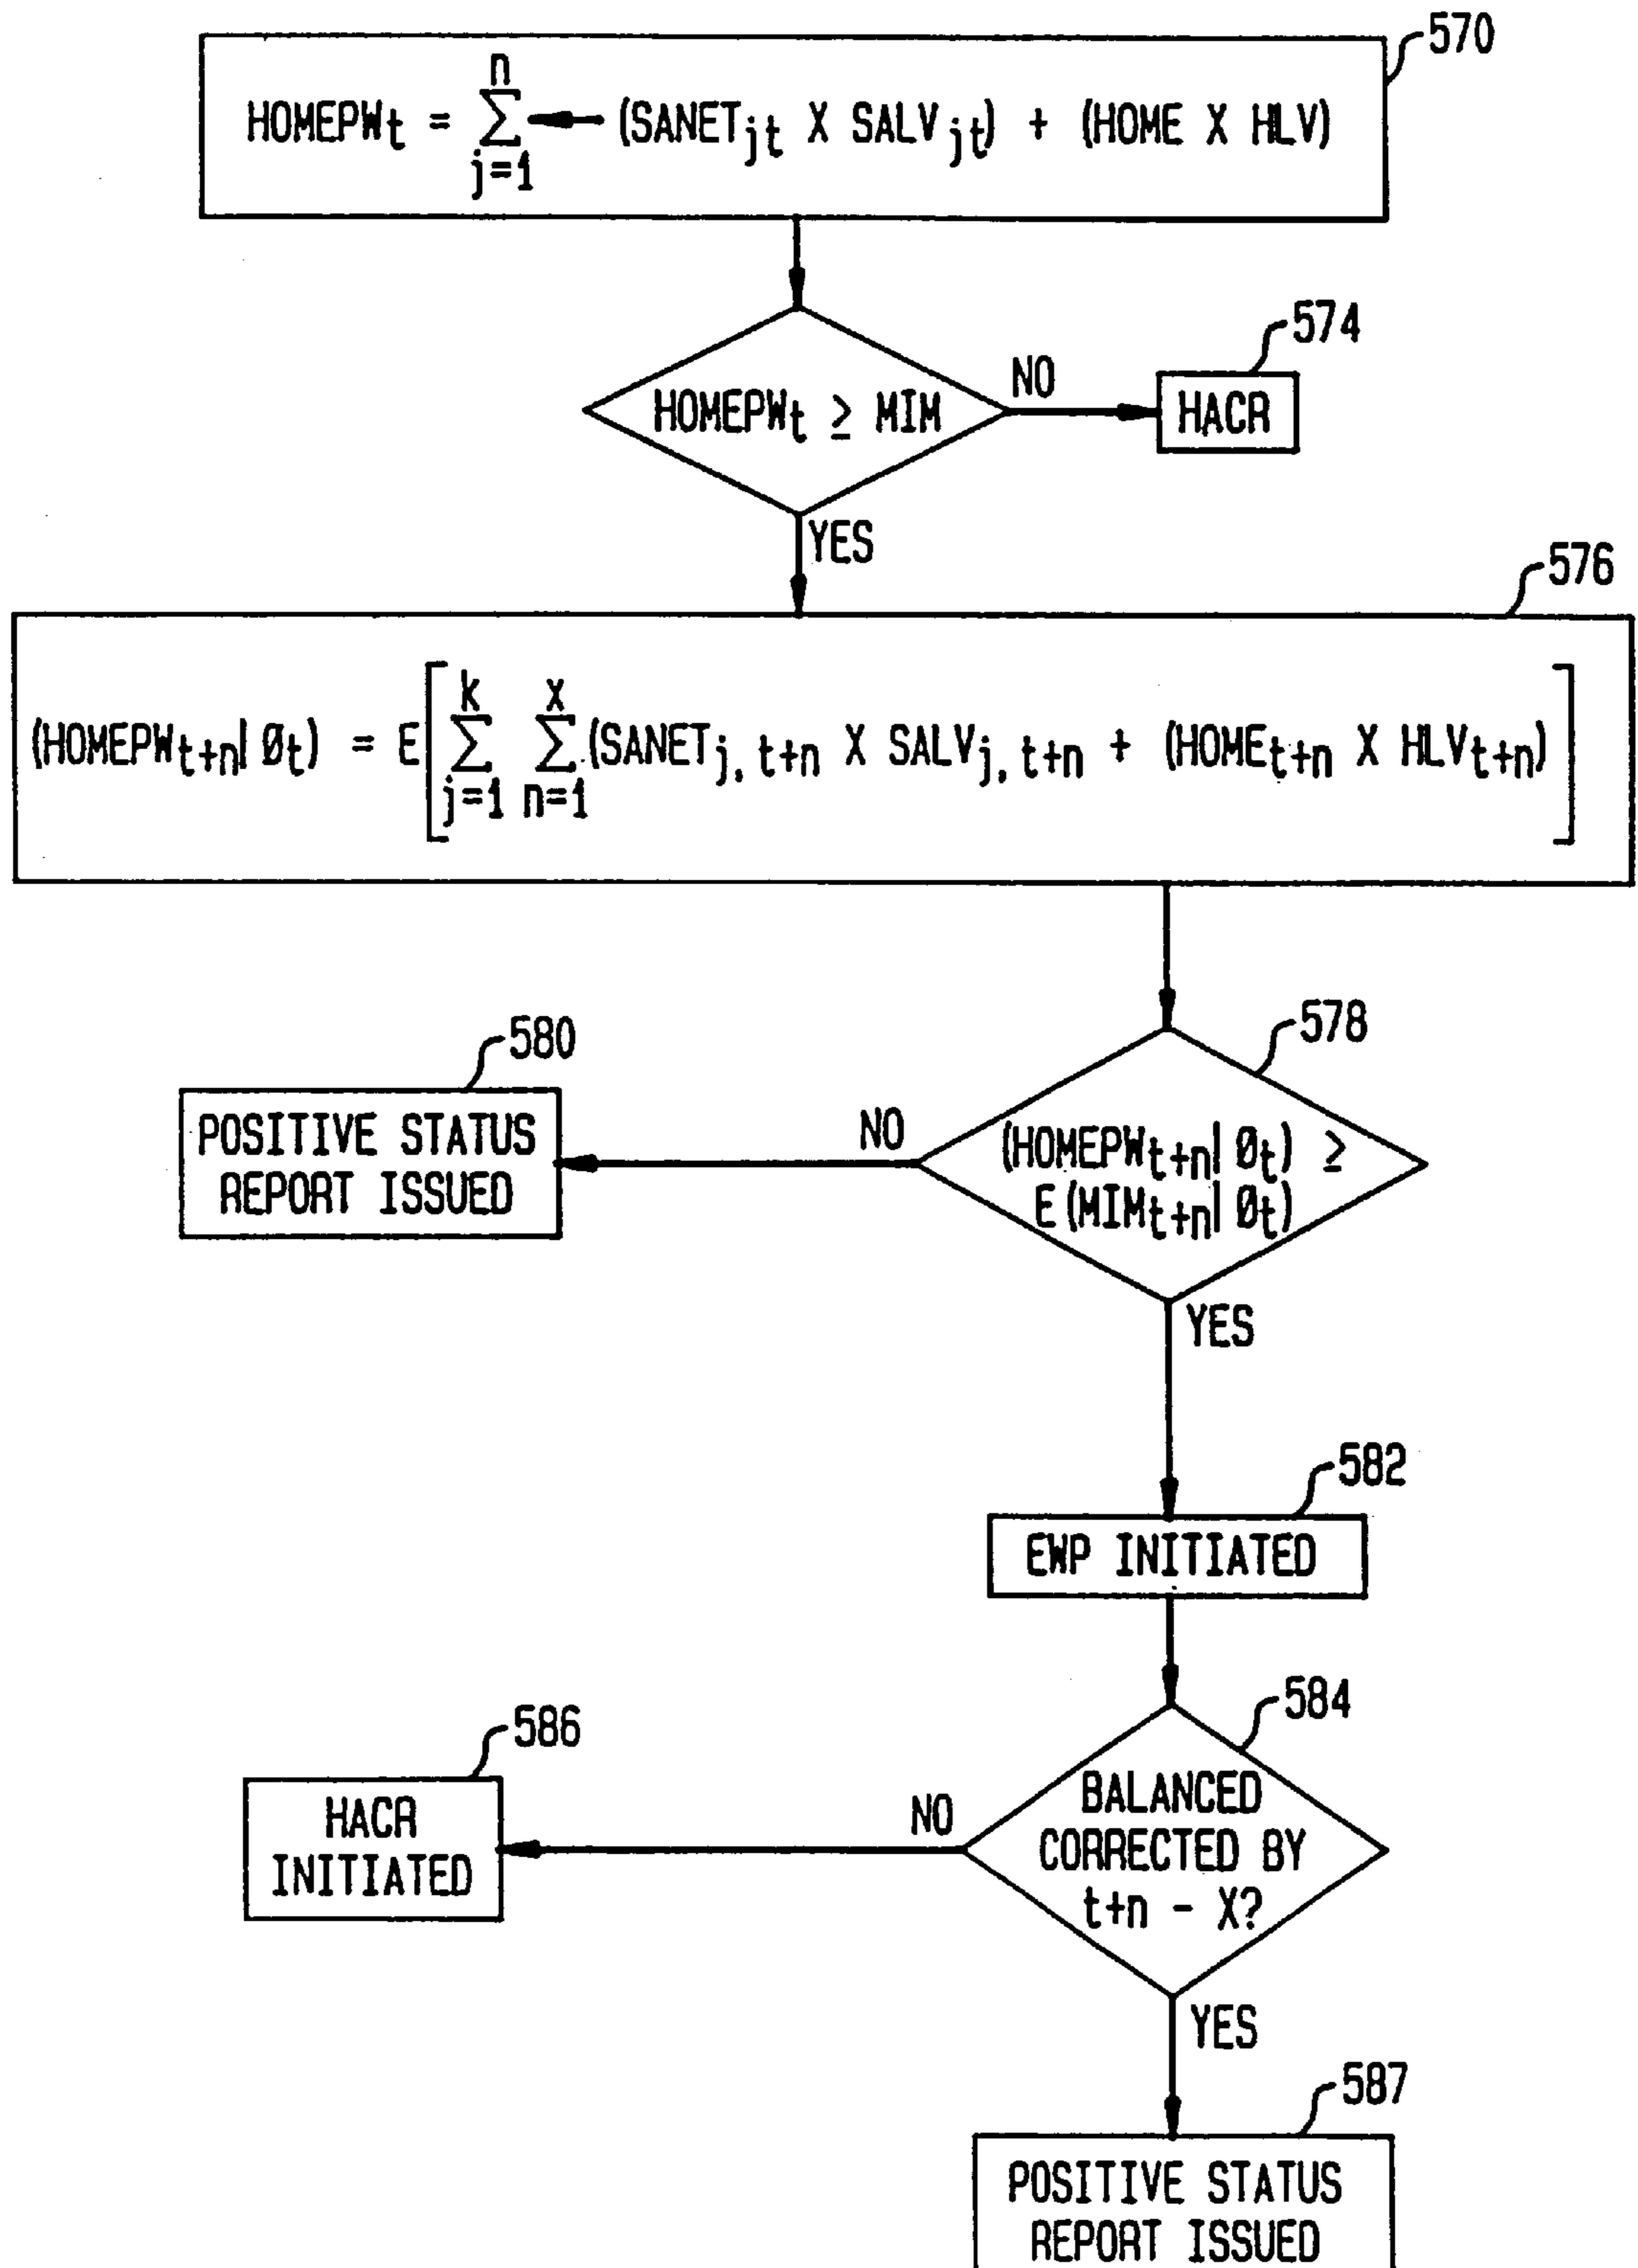 570
HOMEPWt = n Σ j=1 (SANETjt X SALVjt) + (HOME X HLV)
574
HOMEPWt ≥ MIM
NO
HACR
YES
576
(HOMEPWt+n| Øt) = E[ k Σ j=1 x Σ n=1 (SANETj, t+n X SALVj, t+n + (HOMEt+n X HLVt+n) ]
578
580
POSITIVE STATUS
REPORT ISSUED
NO
(HOMEPWt+n| Øt) ≥
E(MIMt+n| Øt)
YES
582
EWP INITIATED
584
586
HACR
INITIATED
NO
BALANCED
CORRECTED BY
t+n - X?
YES
587
POSITIVE STATUS
REPORT ISSUED